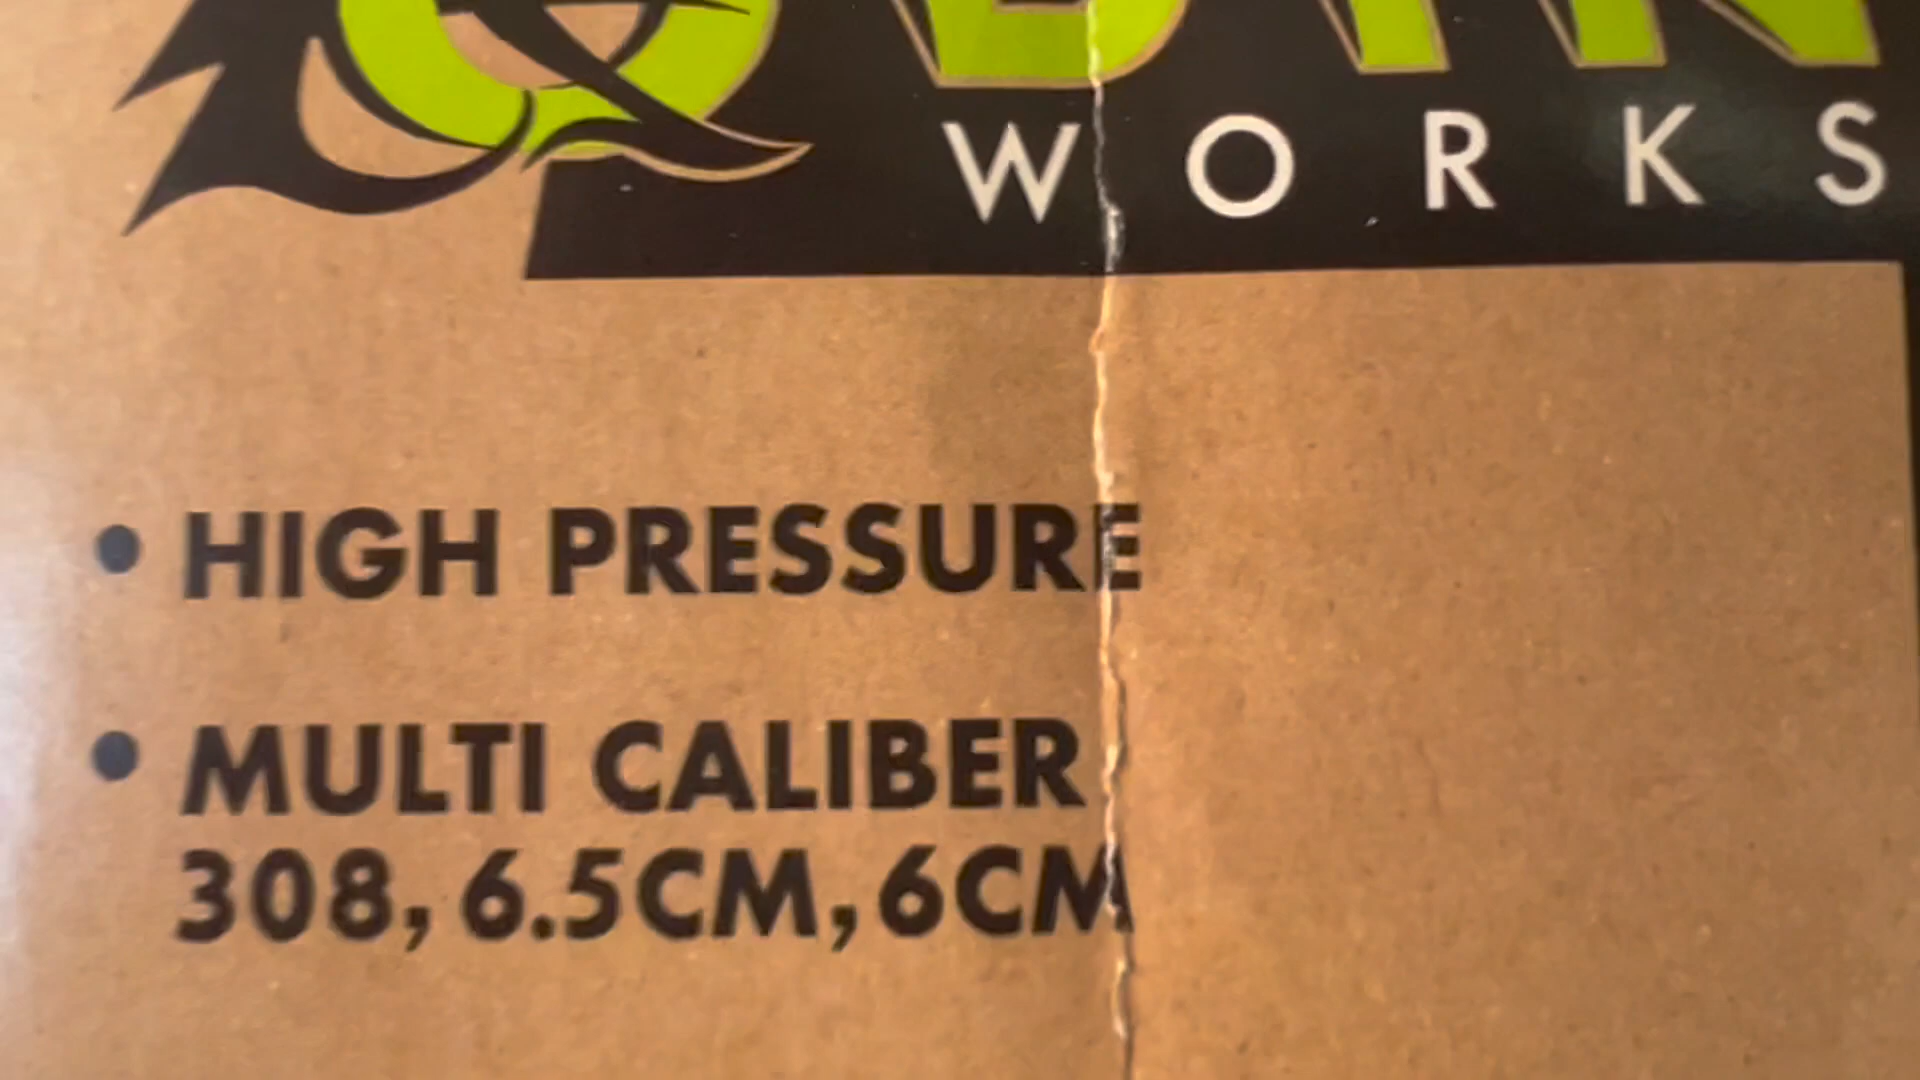 WORKS
• HIGH PRESSURE
• MULTI CALIBER
308, 6.5CM, 6CM